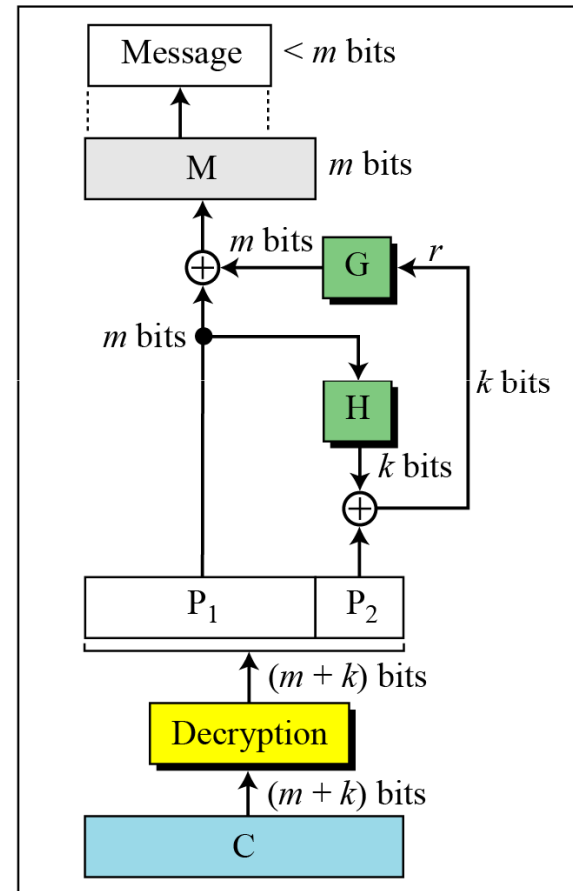 Message < m bits
M m bits
m bits G r
m bits
k bits
H
k bits
P₁ P₂
(m + k) bits
Decryption
(m + k) bits
C